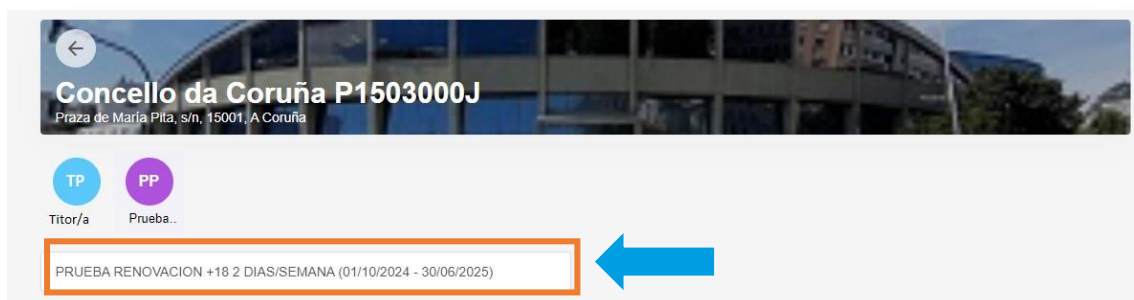 Concello da Coruña P1503000J
Praza de María Pita, s/n, 15001, A Coruña
TP PP
Titor/a Prueba..
PRUEBA RENOVACION +18 2 DIAS/SEMANA (01/10/2024 - 30/06/2025)